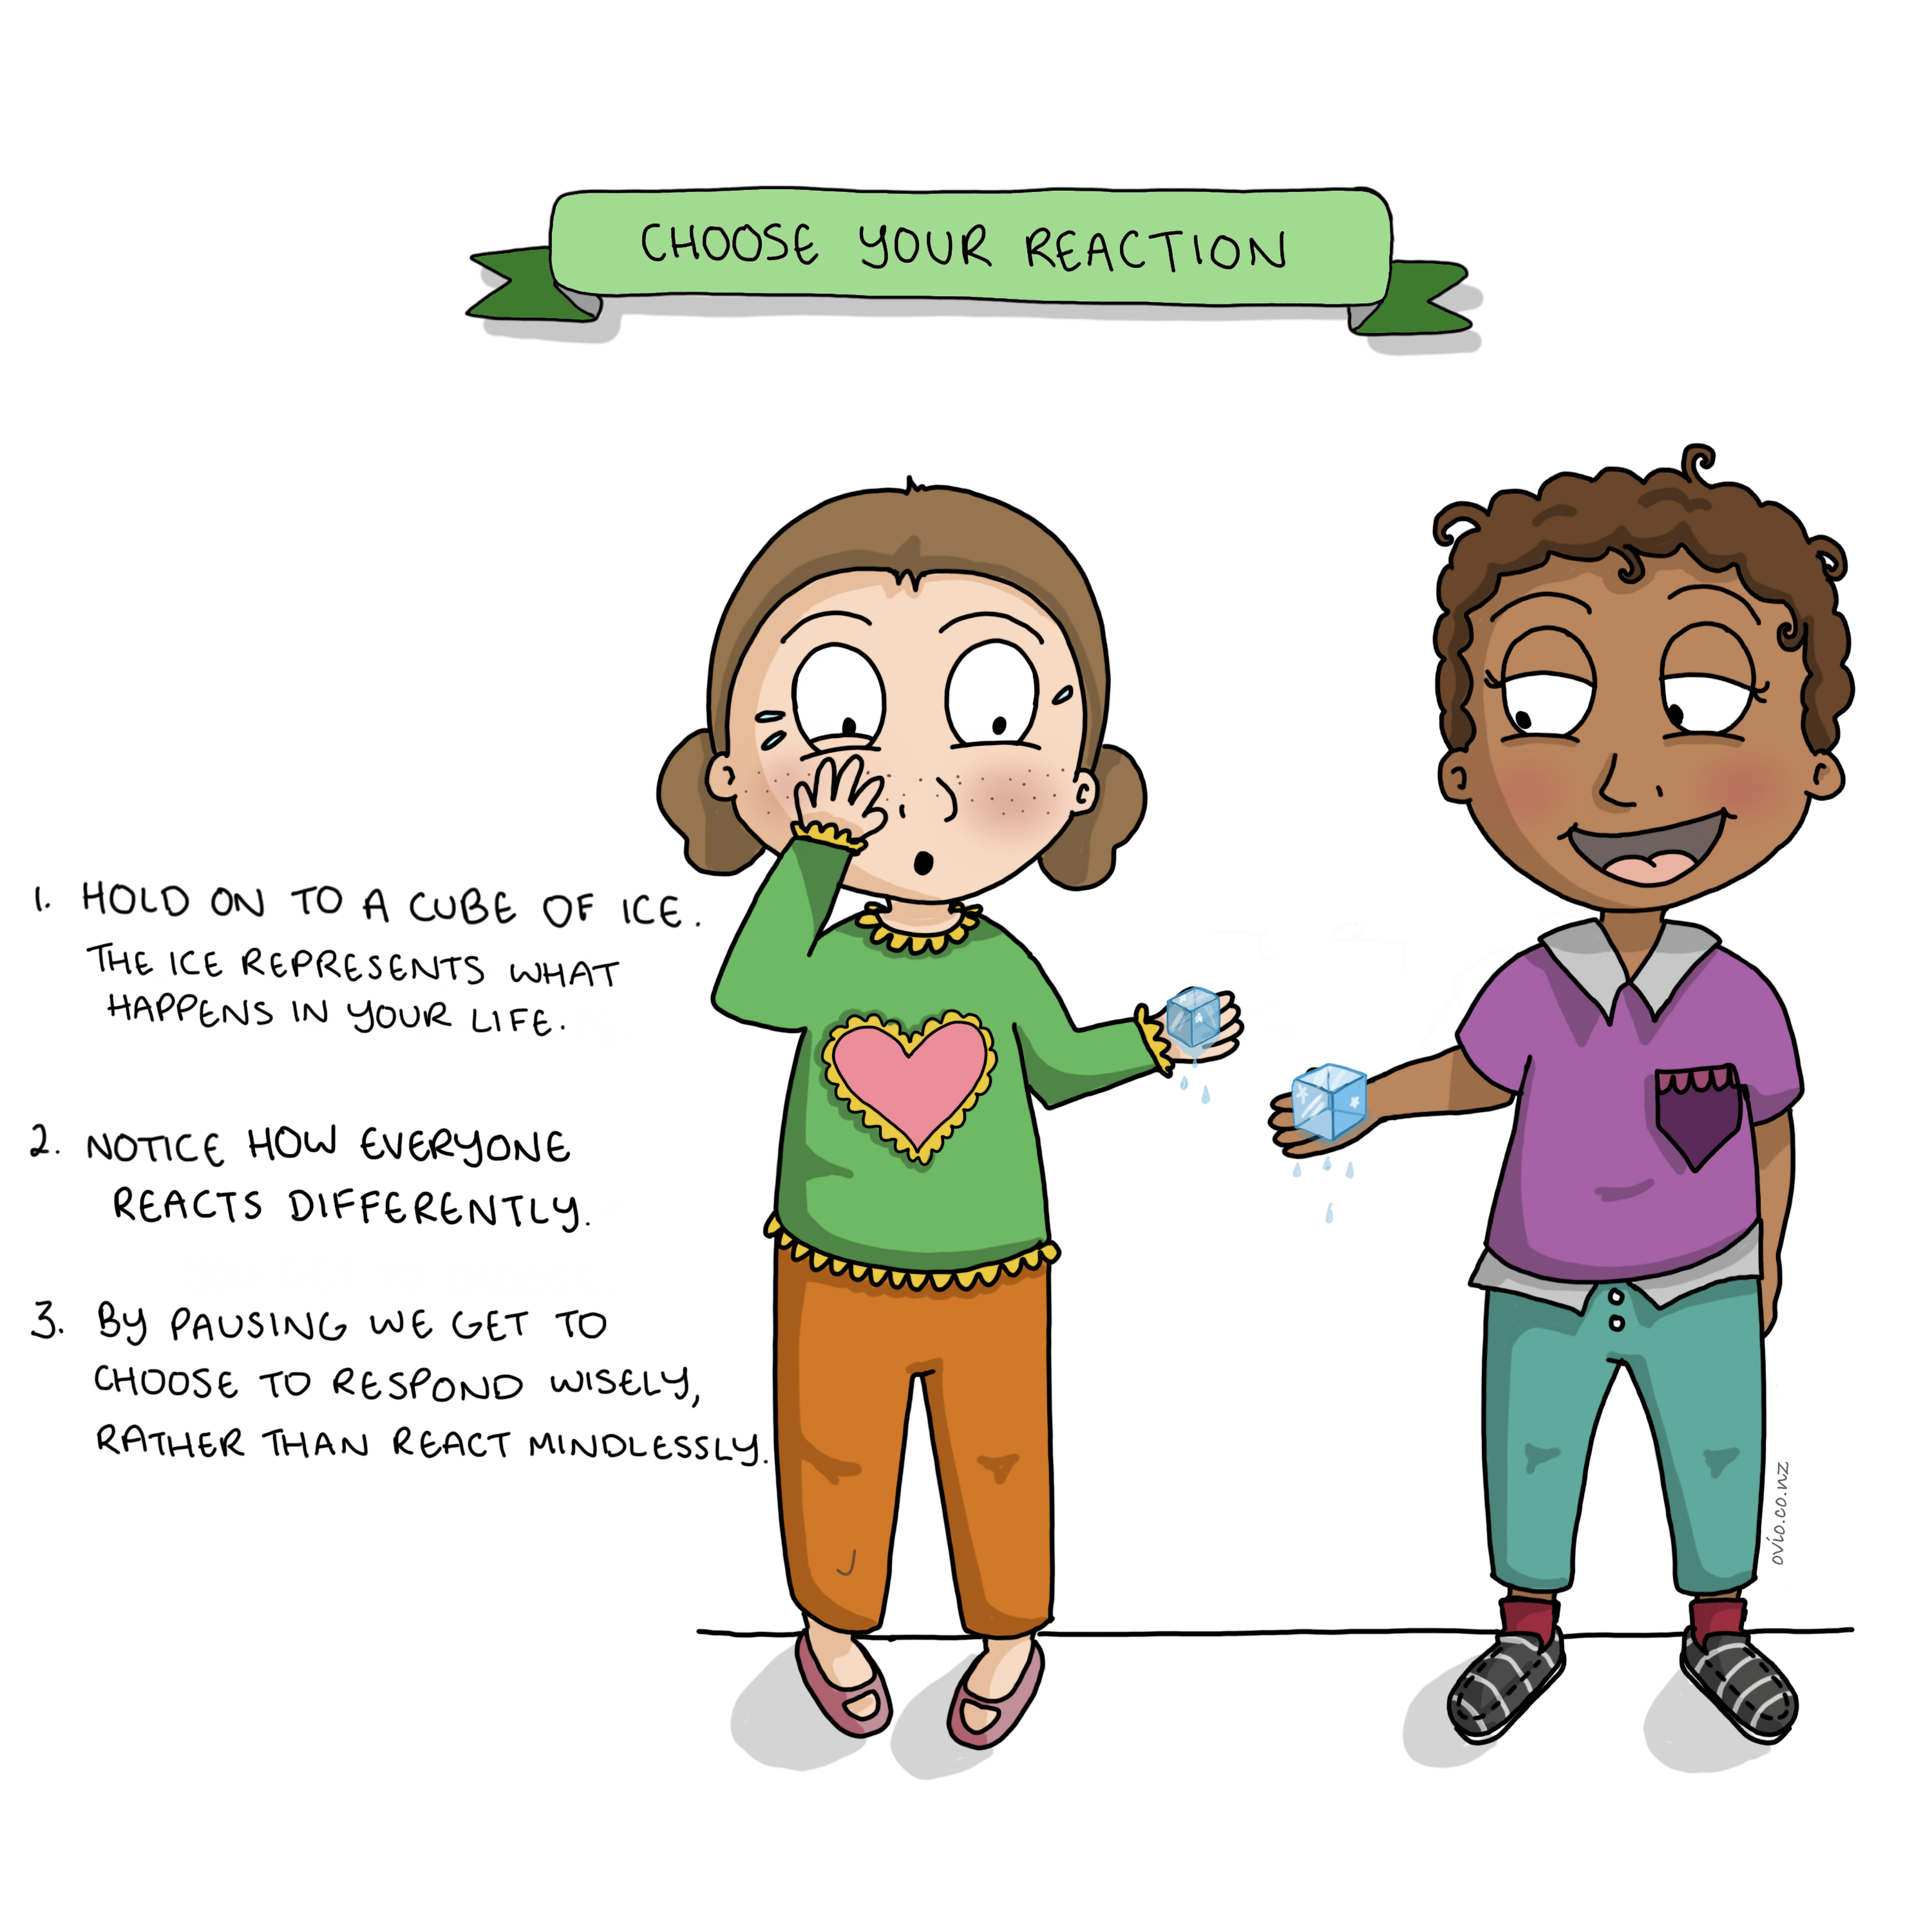 CHOOSE YOUR REACTION
1. HOLD ON TO A CUBE OF ICE.
THE ICE REPRESENTS WHAT
HAPPENS IN YOUR LIFE.
2. NOTICE HOW EVERYONE
REACTS DIFFERENTLY.
3. BY PAUSING WE GET TO
CHOOSE TO RESPOND WISELY,
RATHER THAN REACT MINDLESSLY.
ovio.co.nz